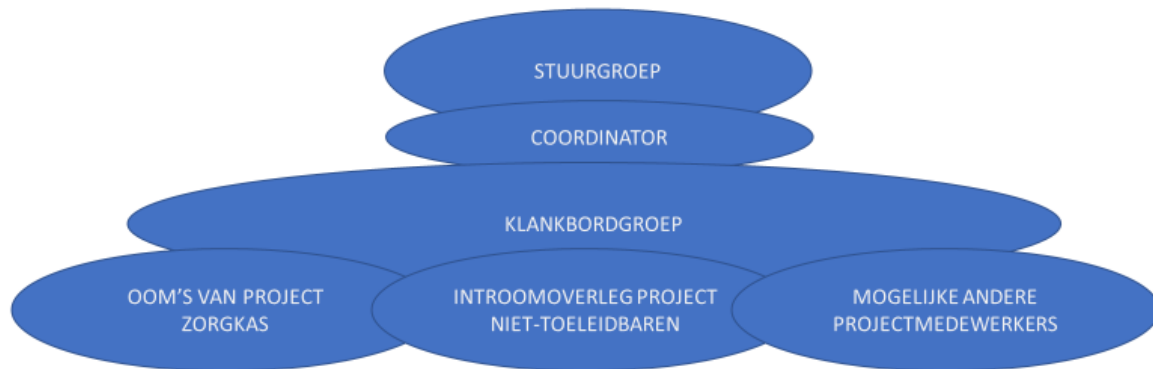 STUURGROEP
COORDINATOR
KLANKBORDGROEP
OOM'S VAN PROJECT
ZORGKAS
INTROOMOVERLEG PROJECT
NIET-TOELEIDBAREN
MOGELIJKE ANDERE
PROJECTMEDEWERKERS